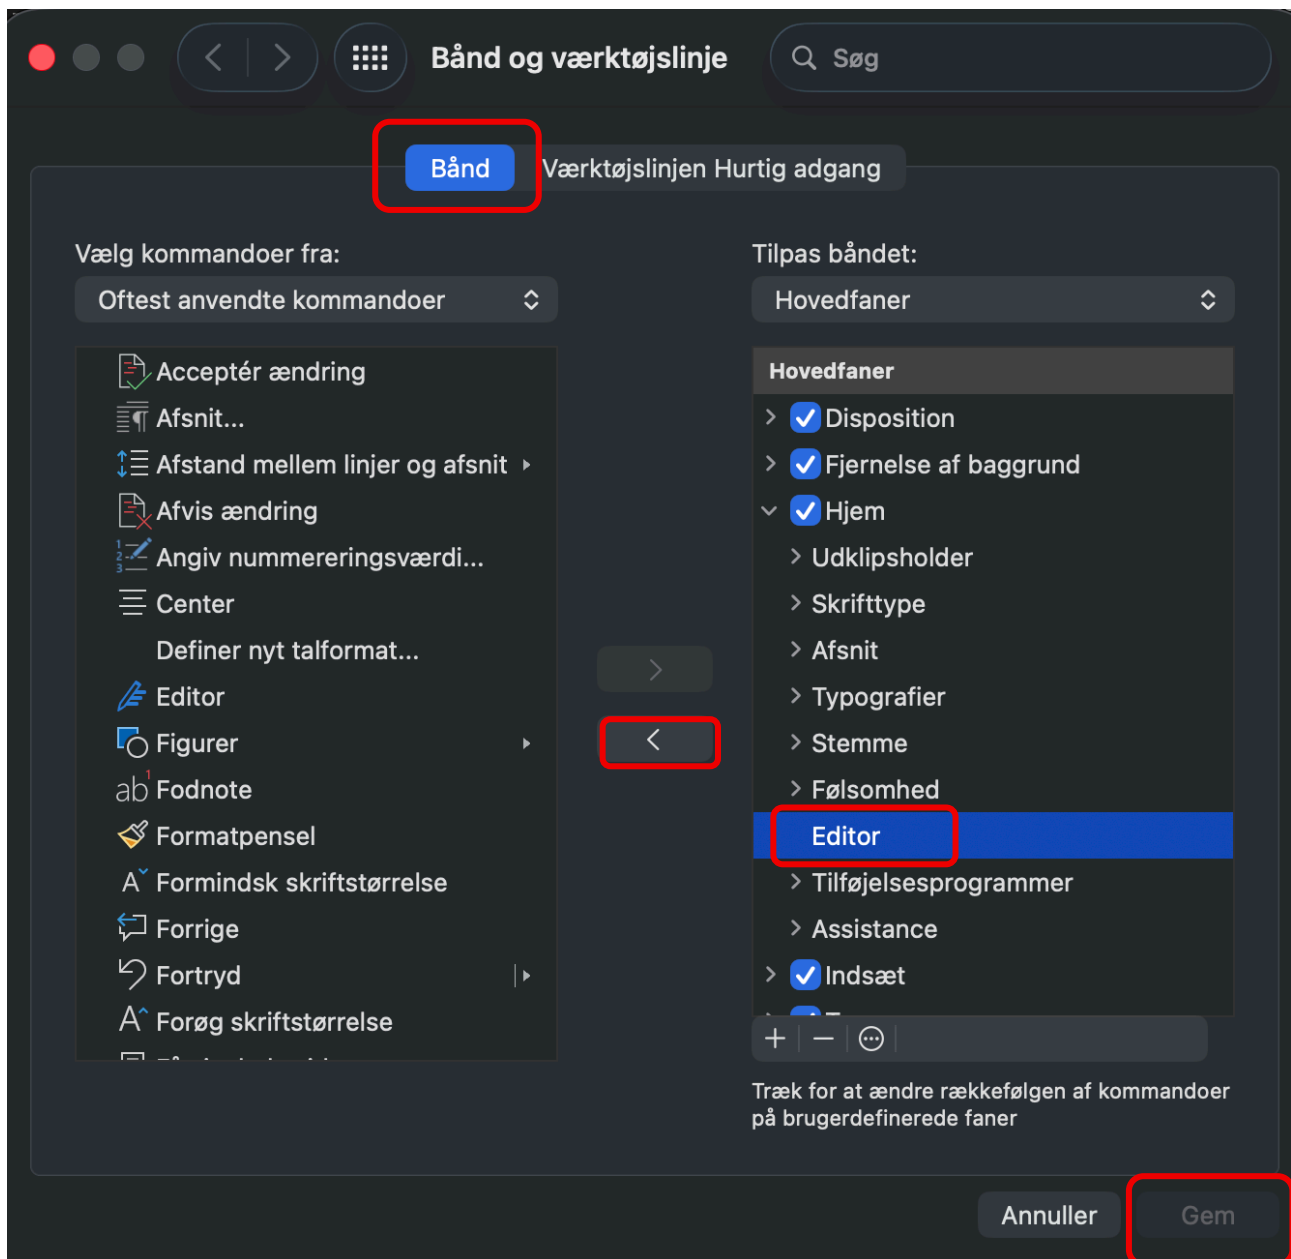 Bånd og værktøjslinje
Søg
Bånd
Værktøjslinjen Hurtig adgang
Vælg kommandoer fra:
Oftest anvendte kommandoer
Acceptér ændring
Afsnit...
Afstand mellem linjer og afsnit
Afvis ændring
Angiv nummereringsværdi...
Center
Definer nyt talformat...
Editor
Figurer
Fodnote
Formatpensel
Formindsk skriftstørrelse
Forrige
Fortryd
Forøg skriftstørrelse
Tilpas båndet:
Hovedfaner
Hovedfaner
Disposition
Fjernelse af baggrund
Hjem
Udklipsholder
Skrifttype
Afsnit
Typografier
Stemme
Følsomhed
Editor
Tilføjelsesprogrammer
Assistance
Indsæt
Træk for at ændre rækkefølgen af kommandoer
på brugerdefinerede faner
Annuller
Gem